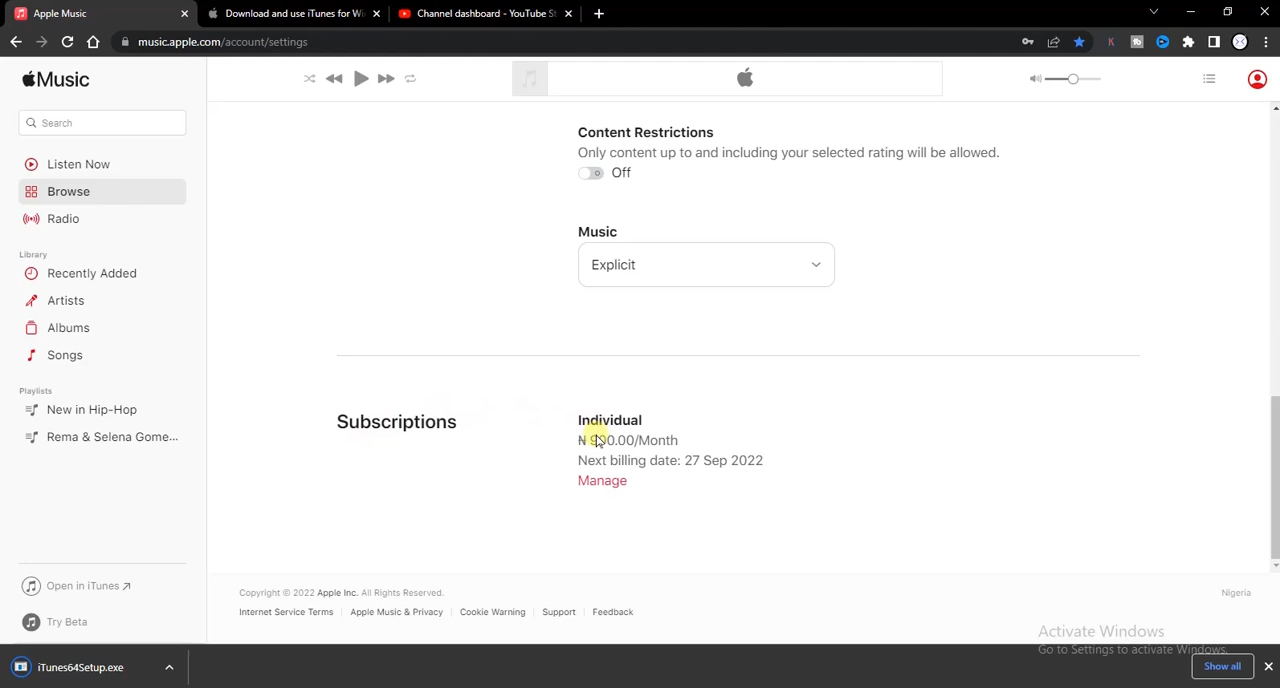 Apple Music
Download and use iTunes for Wi
Channel dashboard - YouTube St
music.apple.com/account/settings
Music
Search
Listen Now
Browse
Radio
Library
Recently Added
Artists
Albums
Songs
Playlists
New in Hip-Hop
Rema & Selena Gome...
Open in iTunes ↗
Try Beta
Content Restrictions
Only content up to and including your selected rating will be allowed.
Off
Music
Explicit
Subscriptions
Individual
₦ 900.00/Month
Next billing date: 27 Sep 2022
Manage
Copyright © 2022 Apple Inc. All Rights Reserved.
Nigeria
Internet Service Terms
Apple Music & Privacy
Cookie Warning
Support
Feedback
Activate Windows
Go to Settings to activate Windows.
iTunes64Setup.exe
Show all